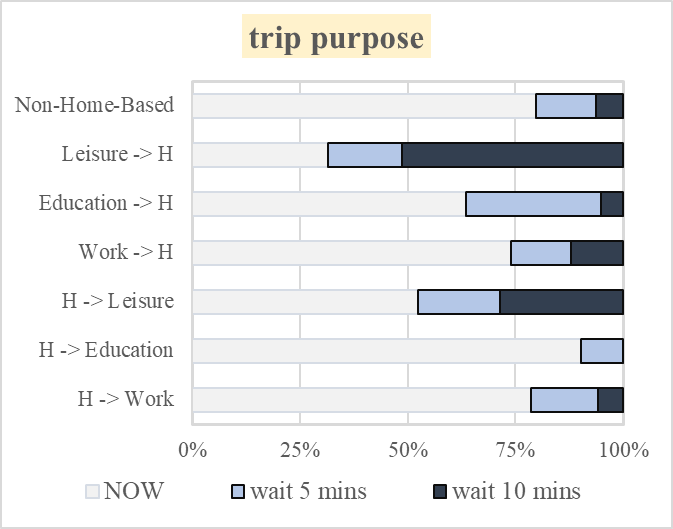 trip purpose
Non-Home-Based
Leisure -> H
Education -> H
Work -> H
H -> Leisure
H -> Education
H -> Work
0% 25% 50% 75% 100%
NOW wait 5 mins wait 10 mins